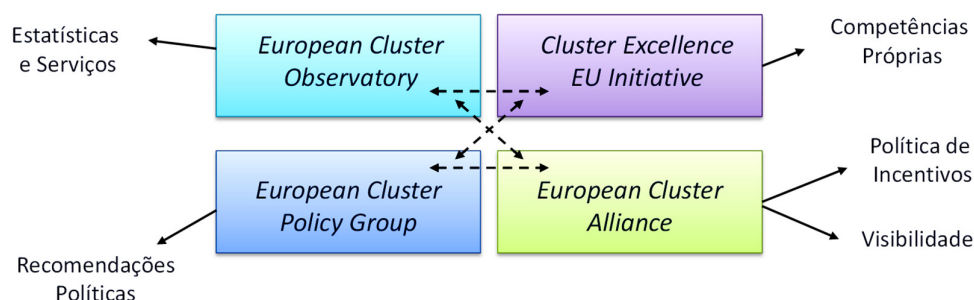 Estatísticas
e Serviços
European Cluster
Observatory
Cluster Excellence
EU Initiative
Competências
Próprias
European Cluster
Policy Group
European Cluster
Alliance
Política de
Incentivos
Visibilidade
Recomendações
Políticas